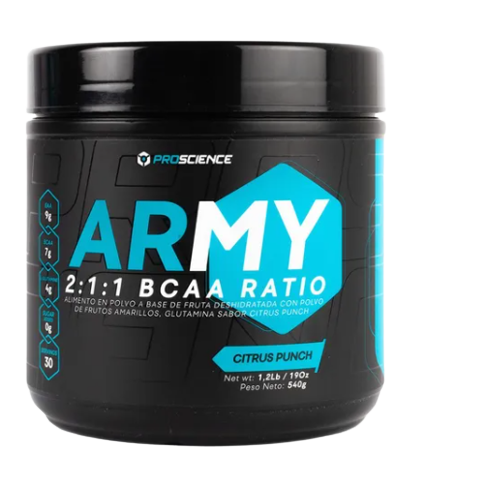 PROSCIENCE
ARMY
2:1:1 BCAA RATIO
ALIMENTO EN POLVO A BASE DE FRUTA DESHIDRATADA CON POLVO
DE FRUTOS AMARILLOS, GLUTAMINA SABOR CITRUS PUNCH
CITRUS PUNCH
Net wt: 1,2Lb / 19Oz
Peso Neto: 540g
9g
BCAA
7g
4g
SUGAR
0g
30